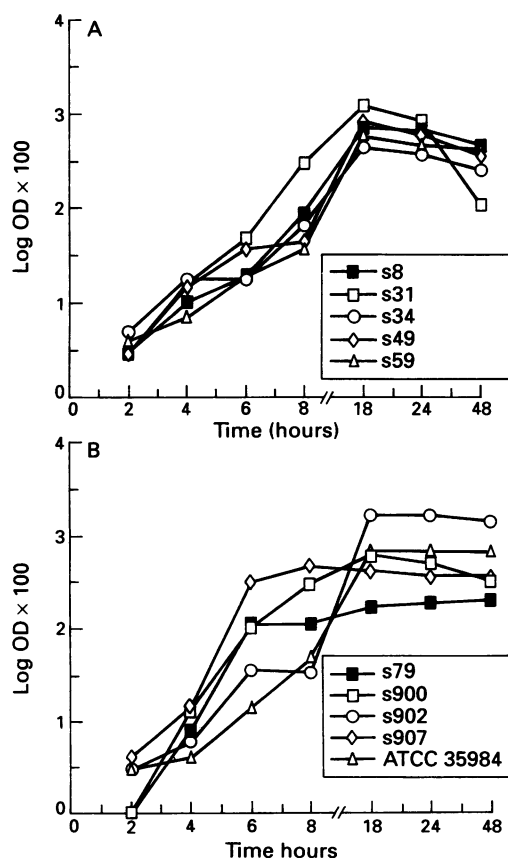 A
4
3
2
1
0
Log OD × 100
s8
s31
s34
s49
s59
0 2 4 6 8 18 24 48
Time (hours)
B
4
3
2
1
0
Log OD × 100
s79
s900
s902
s907
ATCC 35984
0 2 4 6 8 18 24 48
Time hours